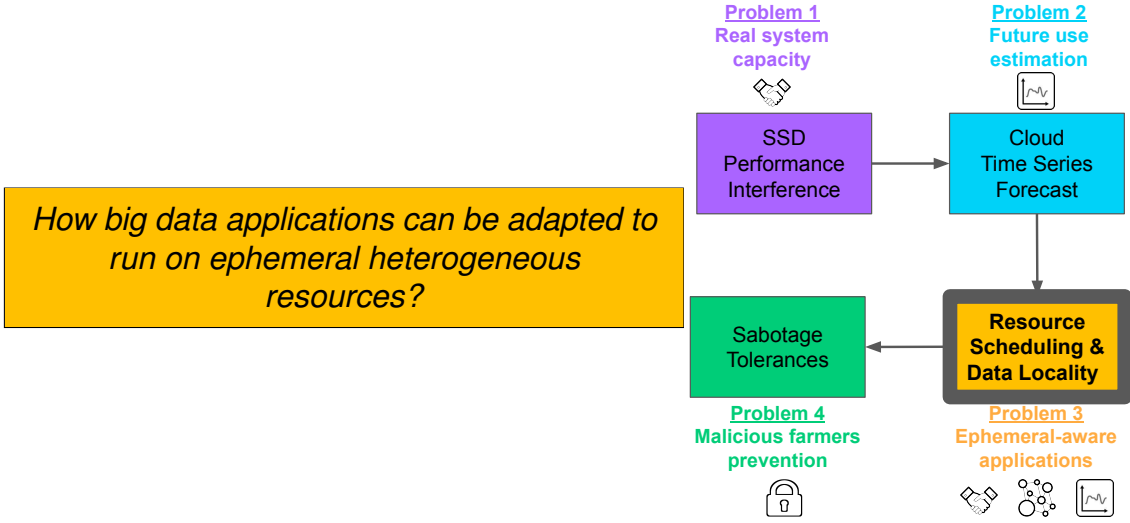 How big data applications can be adapted to
run on ephemeral heterogeneous
resources?
Problem 1
Real system
capacity
SSD
Performance
Interference
Problem 2
Future use
estimation
Cloud
Time Series
Forecast
Resource
Scheduling &
Data Locality
Problem 3
Ephemeral-aware
applications
Sabotage
Tolerances
Problem 4
Malicious farmers
prevention